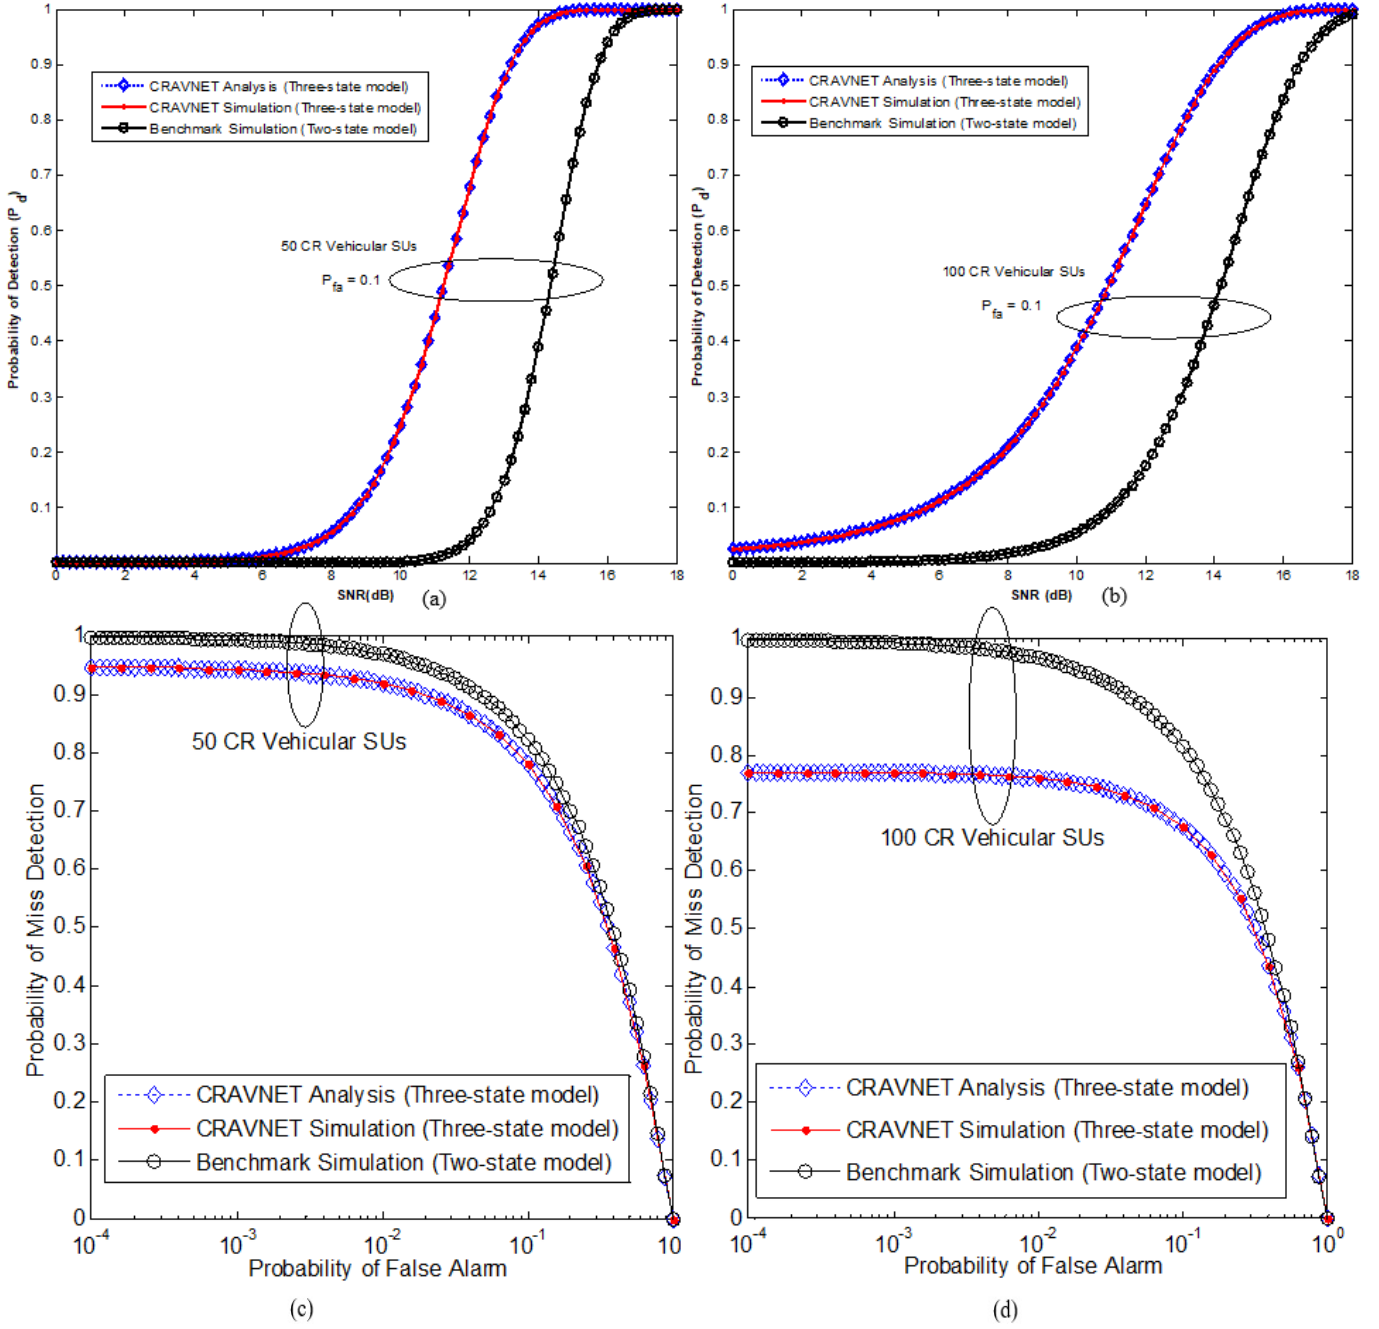 1
0.9
0.8
0.7
0.6
0.5
0.4
0.3
0.2
0.1
Probability of Detection (P_d)
CRAVNET Analysis (Three-state model)
CRAVNET Simulation (Three-state model)
Benchmark Simulation (Two-state model)
50 CR Vehicular SUs
P_fa = 0.1
0 2 4 6 8 10 12 14 16 18
SNR(dB)
(a)
1
0.9
0.8
0.7
0.6
0.5
0.4
0.3
0.2
0.1
Probability of Detection (P_d)
CRAVNET Analysis (Three-state model)
CRAVNET Simulation (Three-state model)
Benchmark Simulation (Two-state model)
100 CR Vehicular SUs
P_fa = 0.1
0 2 4 6 8 10 12 14 16 18
SNR (dB)
(b)
1
0.9
0.8
0.7
0.6
0.5
0.4
0.3
0.2
0.1
0
Probability of Miss Detection
50 CR Vehicular SUs
CRAVNET Analysis (Three-state model)
CRAVNET Simulation (Three-state model)
Benchmark Simulation (Two-state model)
10^-4 10^-3 10^-2 10^-1 10
Probability of False Alarm
(c)
1
0.9
0.8
0.7
0.6
0.5
0.4
0.3
0.2
0.1
0
Probability of Miss Detection
100 CR Vehicular SUs
CRAVNET Analysis (Three-state model)
CRAVNET Simulation (Three-state model)
Benchmark Simulation (Two-state model)
10^-4 10^-3 10^-2 10^-1 10^0
Probability of False Alarm
(d)